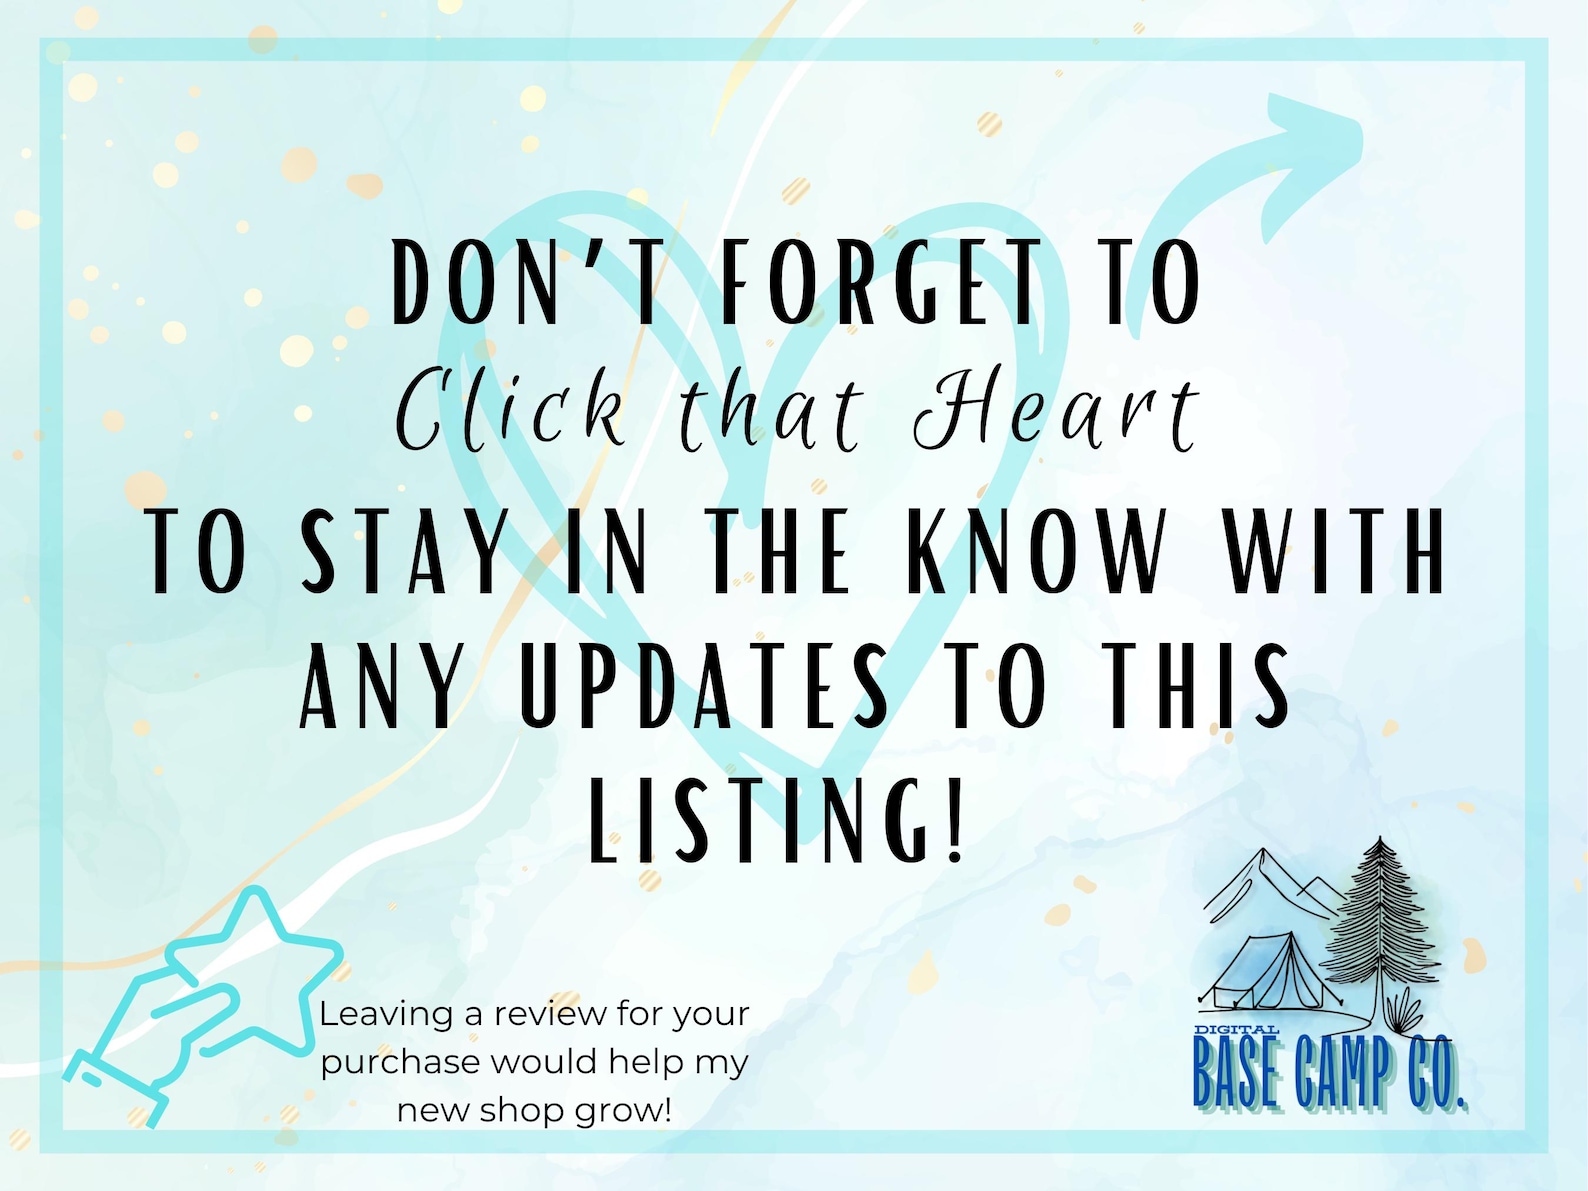 DON'T FORGET TO
Click that Heart
TO STAY IN THE KNOW WITH
ANY UPDATES TO THIS
LISTING!
Leaving a review for your
purchase would help my
new shop grow!
DIGITAL
BASE CAMP CO.